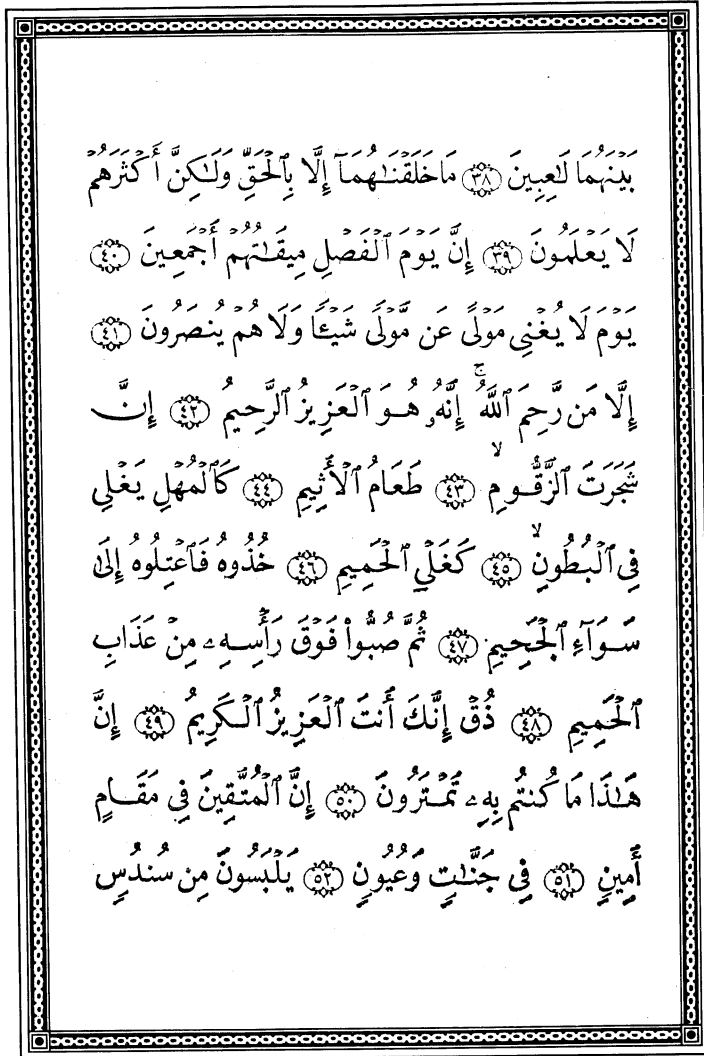 بَيْنَهُمَا لَٰعِبِينَ ٣٨ مَا خَلَقْنَٰهُمَآ إِلَّا بِٱلْحَقِّ وَلَٰكِنَّ أَكْثَرَهُمْ
لَا يَعْلَمُونَ ٣٩ إِنَّ يَوْمَ ٱلْفَصْلِ مِيقَٰتُهُمْ أَجْمَعِينَ ٤٠
يَوْمَ لَا يُغْنِى مَوْلًى عَن مَّوْلًى شَيْـًٔا وَلَا هُمْ يُنصَرُونَ ٤١
إِلَّا مَن رَّحِمَ ٱللَّهُ ۚ إِنَّهُۥ هُوَ ٱلْعَزِيزُ ٱلرَّحِيمُ ٤٢ إِنَّ
شَجَرَتَ ٱلزَّقُّومِ ۙ ٤٣ طَعَامُ ٱلْأَثِيمِ ٤٤ كَٱلْمُهْلِ يَغْلِى
فِى ٱلْبُطُونِ ۙ ٤٥ كَغَلْىِ ٱلْحَمِيمِ ٤٦ خُذُوهُ فَٱعْتِلُوهُ إِلَىٰ
سَوَآءِ ٱلْجَحِيمِ ٤٧ ثُمَّ صُبُّوا۟ فَوْقَ رَأْسِهِۦ مِنْ عَذَابِ
ٱلْحَمِيمِ ٤٨ ذُقْ إِنَّكَ أَنتَ ٱلْعَزِيزُ ٱلْكَرِيمُ ٤٩ إِنَّ
هَٰذَا مَا كُنتُم بِهِۦ تَمْتَرُونَ ٥٠ إِنَّ ٱلْمُتَّقِينَ فِى مَقَامٍ
أَمِينٍ ٥١ فِى جَنَّٰتٍ وَعُيُونٍ ٥٢ يَلْبَسُونَ مِن سُندُسٍ